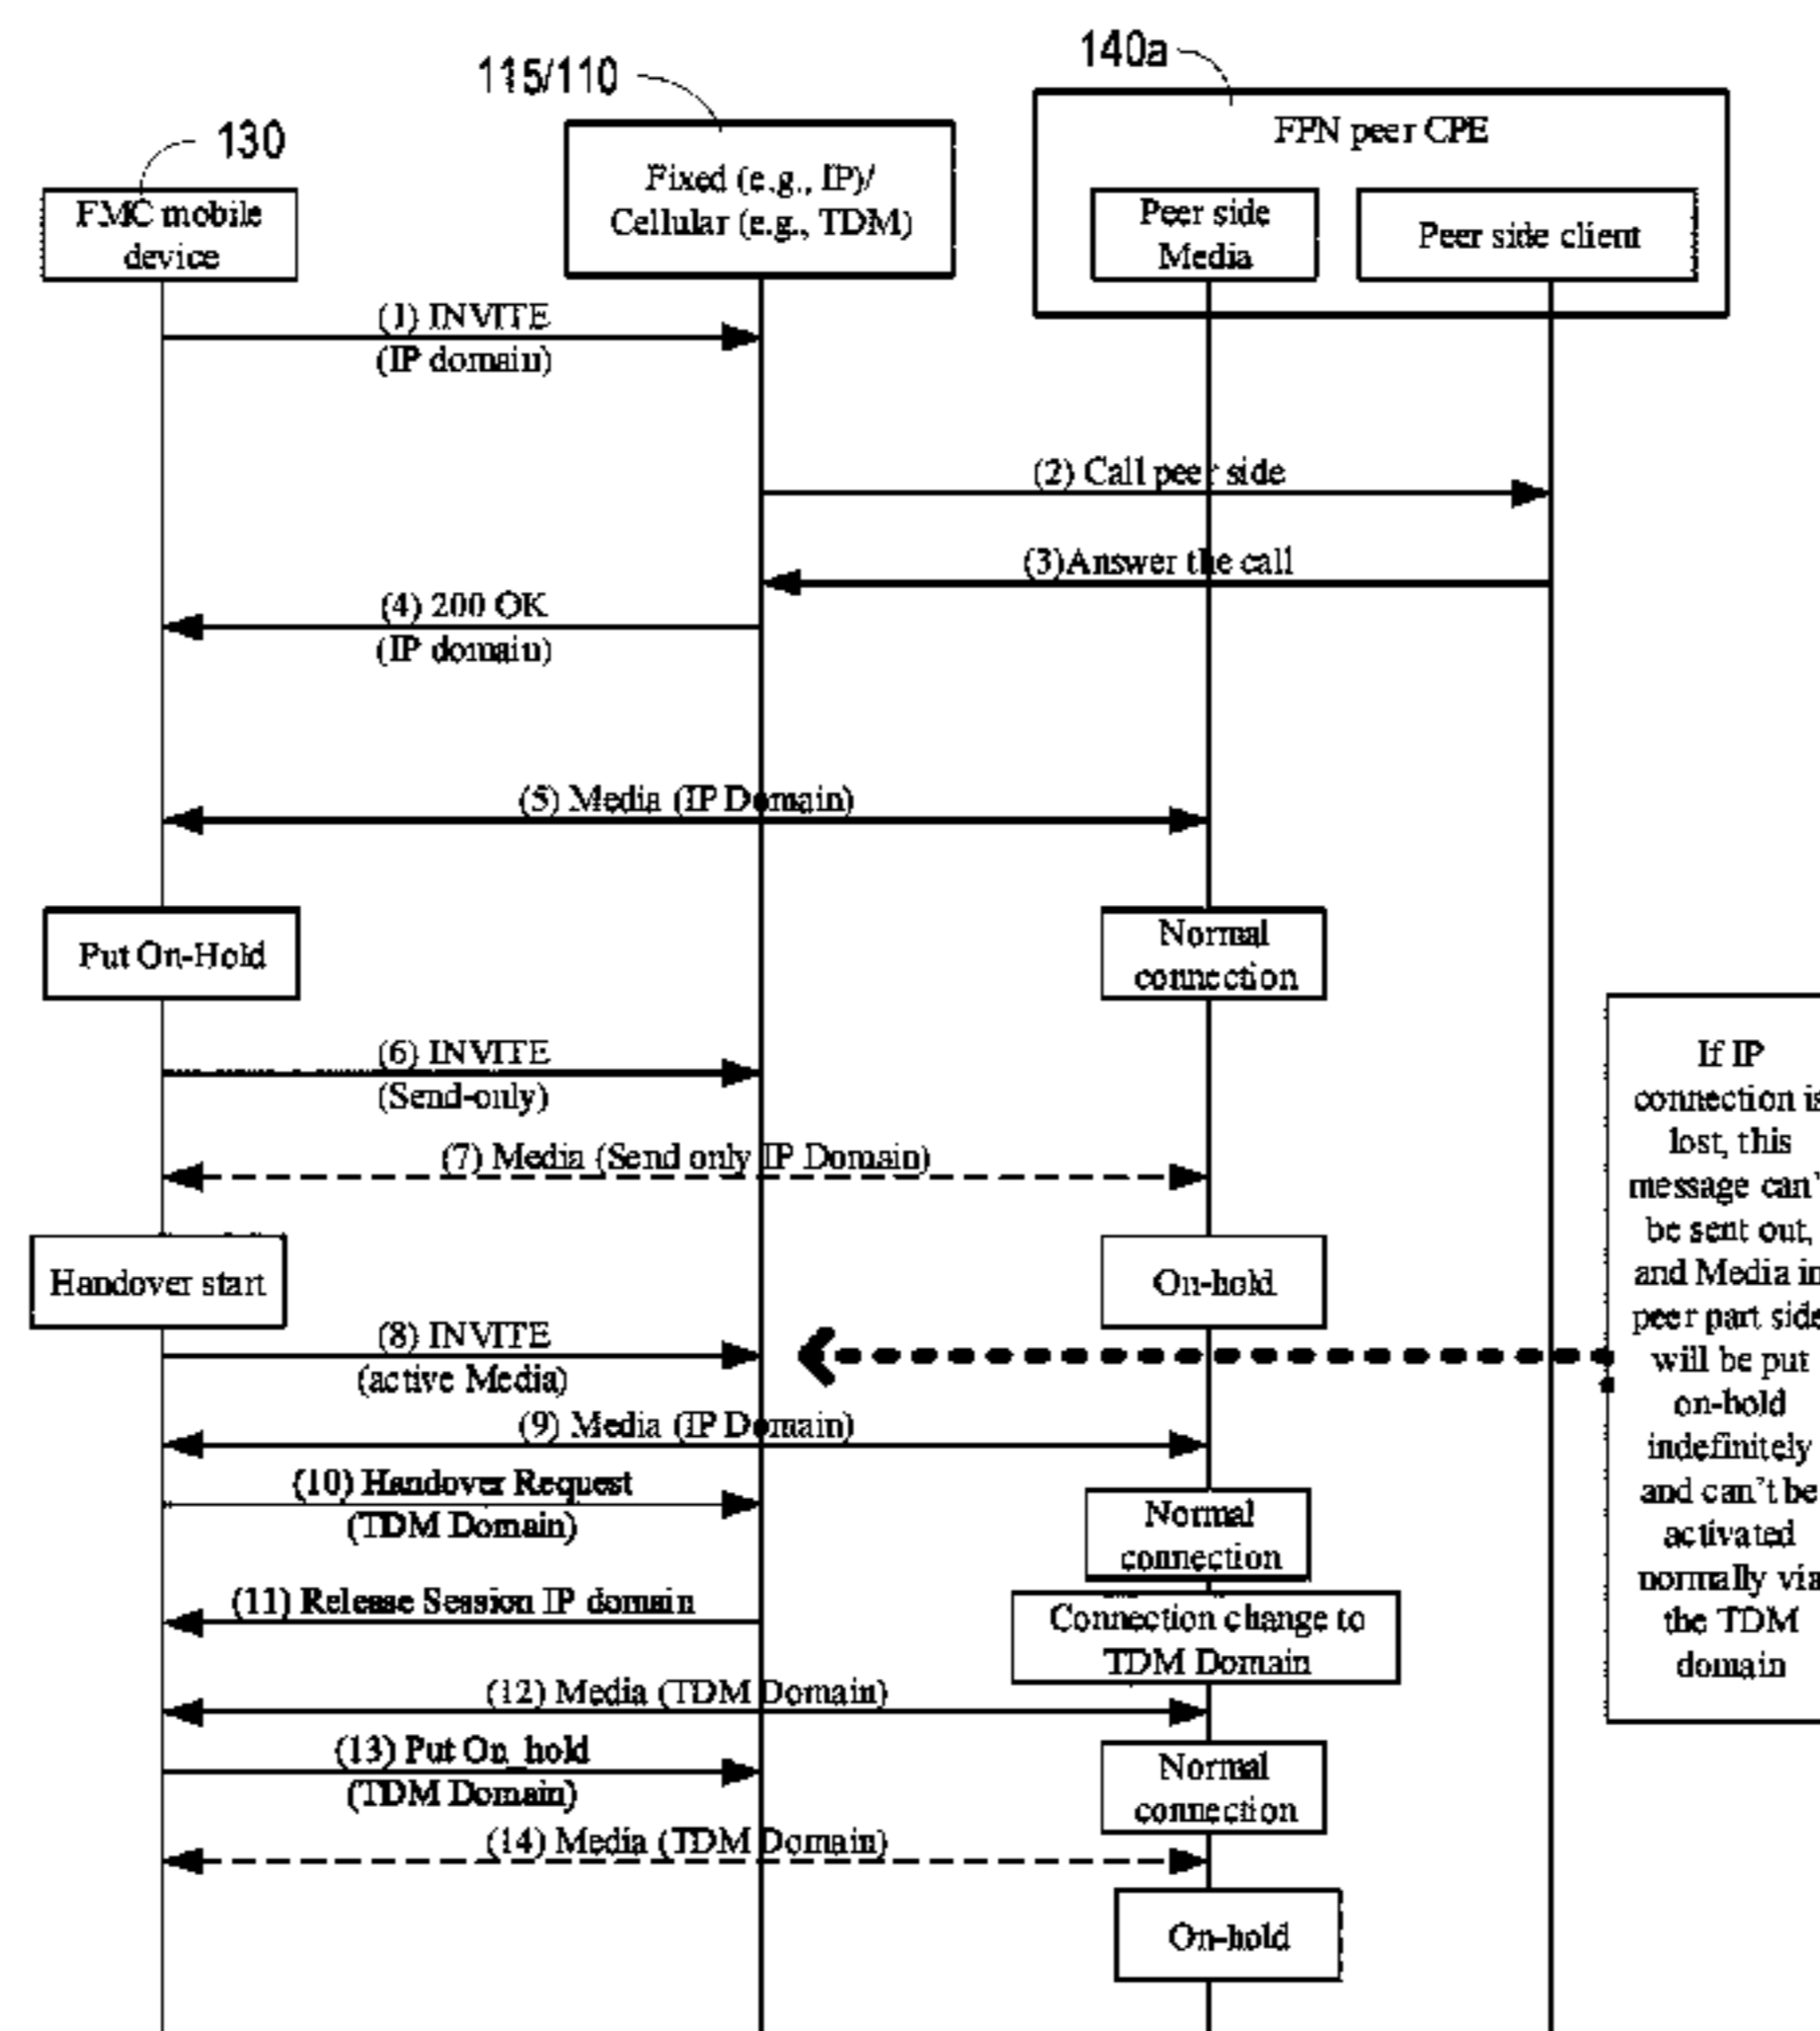 140a
115/110
130
FPN peer CPE
Fixed (e.g., IP)/
Cellular (e.g., TDM)
FMC mobile
device
Peer side
Media
Peer side client
(1) INVITE
(IP domain)
(2) Call peer side
(3)Answer the call
(4) 200 OK
(IP domain)
(5) Media (IP Domain)
Put On-Hold
Normal
connection
(6) INVITE
(Send-only)
(7) Media (Send only IP Domain)
Handover start
On-hold
(8) INVITE
(active Media)
(9) Media (IP Domain)
(10) Handover Request
(TDM Domain)
Normal
connection
(11) Release Session IP domain
Connection change to
TDM Domain
(12) Media (TDM Domain)
(13) Put On_hold
(TDM Domain)
Normal
connection
(14) Media (TDM Domain)
On-hold
If IP
connection is
lost, this
message can'
be sent out,
and Media in
peer part side
will be put
on-hold
indefinitely
and can't be
activated
normally via
the TDM
domain